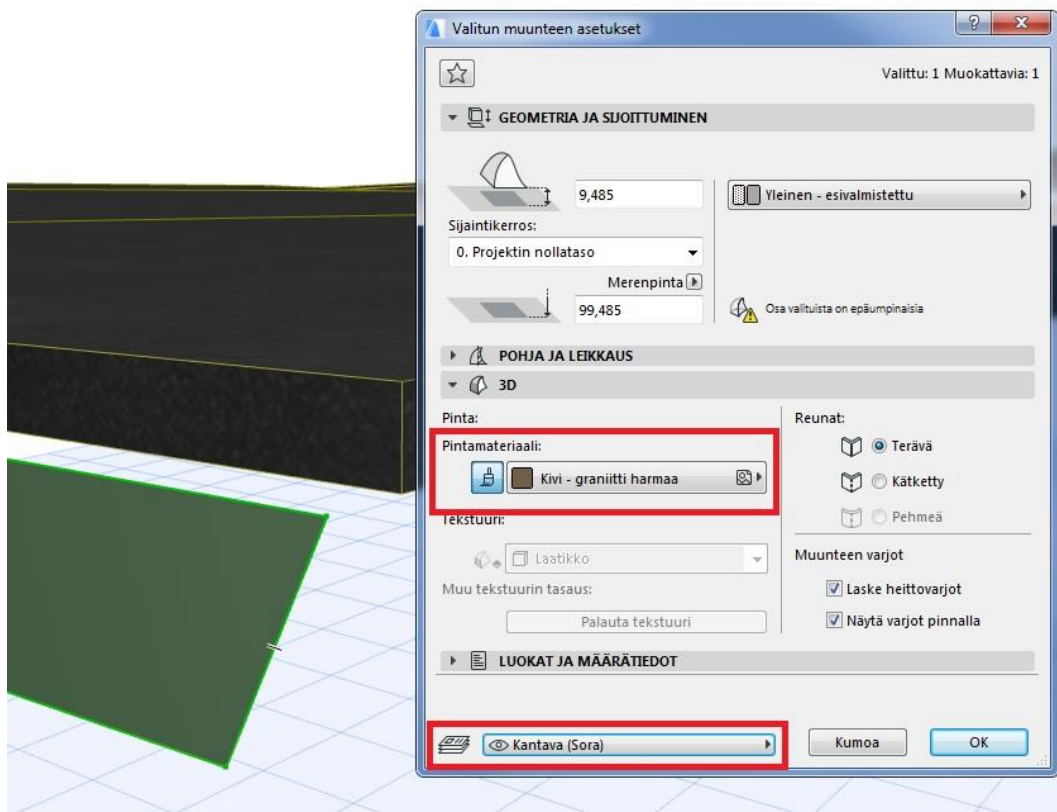 Valitun muunteen asetukset
Valittu: 1 Muokattavia: 1
GEOMETRIA JA SIJOITTUMINEN
9,485
Yleinen - esivalmistettu
Sijaintikerros:
0. Projektin nollataso
Merenpinta
99,485
Osa valituista on epäumpinaisia
POHJA JA LEIKKAUS
3D
Pinta:
Reunat:
Pintamateriaali:
Terävä
Kivi - graniitti harmaa
Kätketty
Pehmeä
Tekstuuri:
Laatikko
Muunteen varjot
Muu tekstuurin tasaus:
Laske heittovarjot
Palauta tekstuuri
Näytä varjot pinnalla
LUOKAT JA MÄÄRÄTIEDOT
Kantava (Sora)
Kumoa
OK